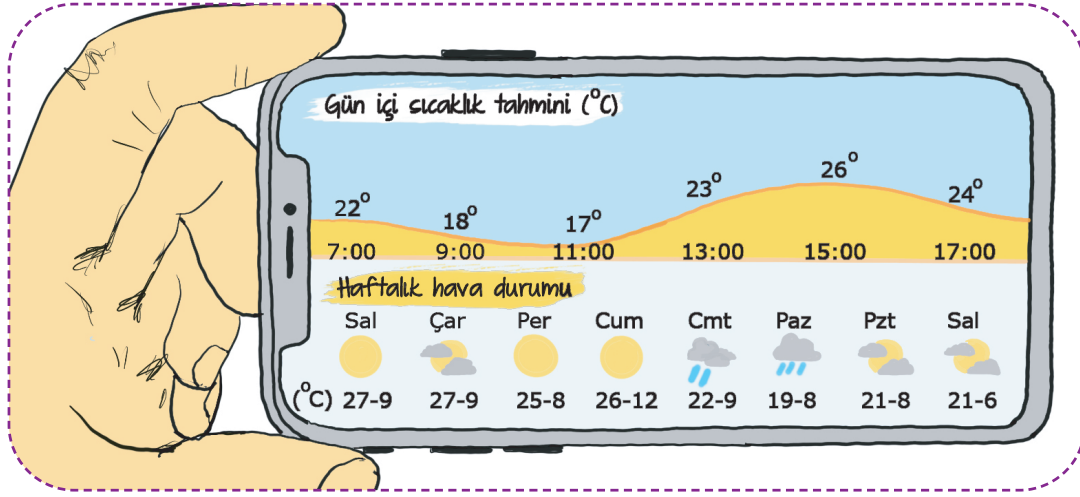 Gün içi sıcaklık tahmini (°C)
22° 18° 17° 23° 26° 24°
7:00 9:00 11:00 13:00 15:00 17:00
Haftalık hava durumu
Sal Çar Per Cum Cmt Paz Pzt Sal
(°C) 27-9 27-9 25-8 26-12 22-9 19-8 21-8 21-6